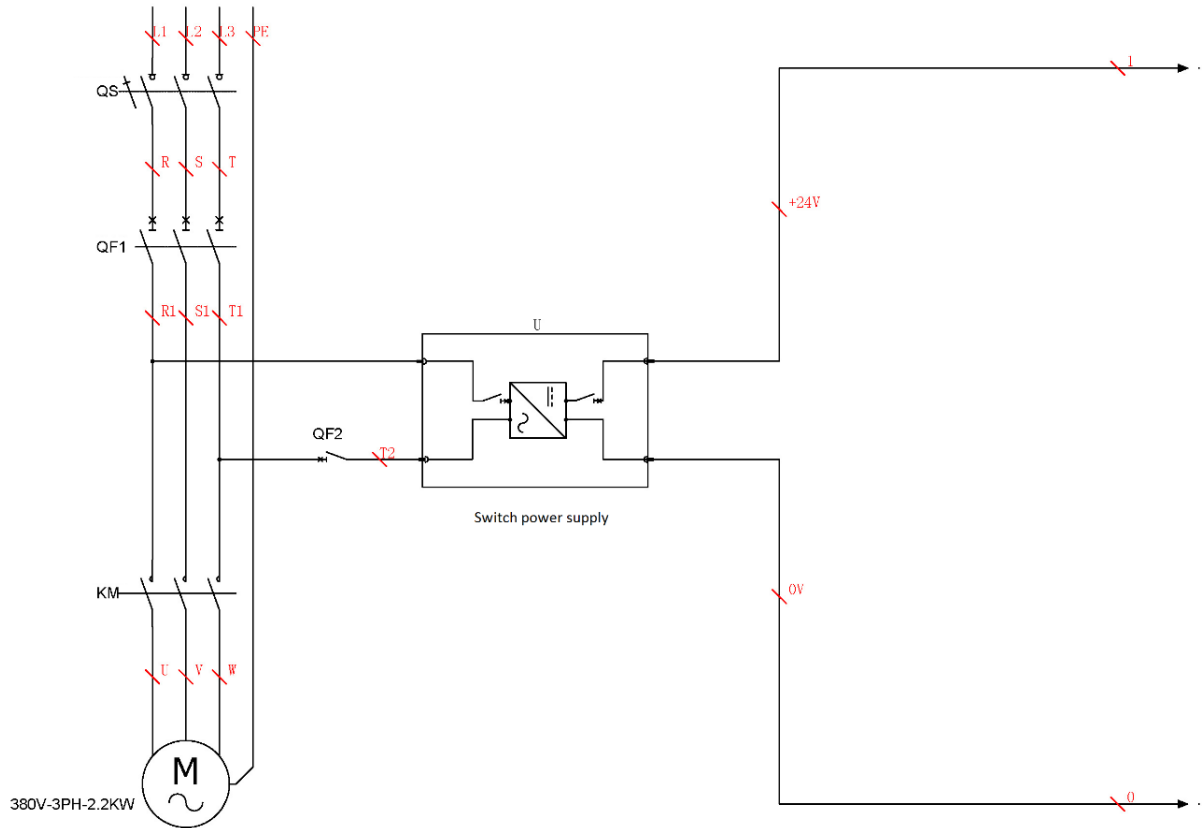 L1 L2 L3 PE
1
QS
R S T
+24V
QF1
R1 S1 T1
U
QF2
T2
Switch power supply
KM
0V
U V W
M
380V-3PH-2.2KW
0